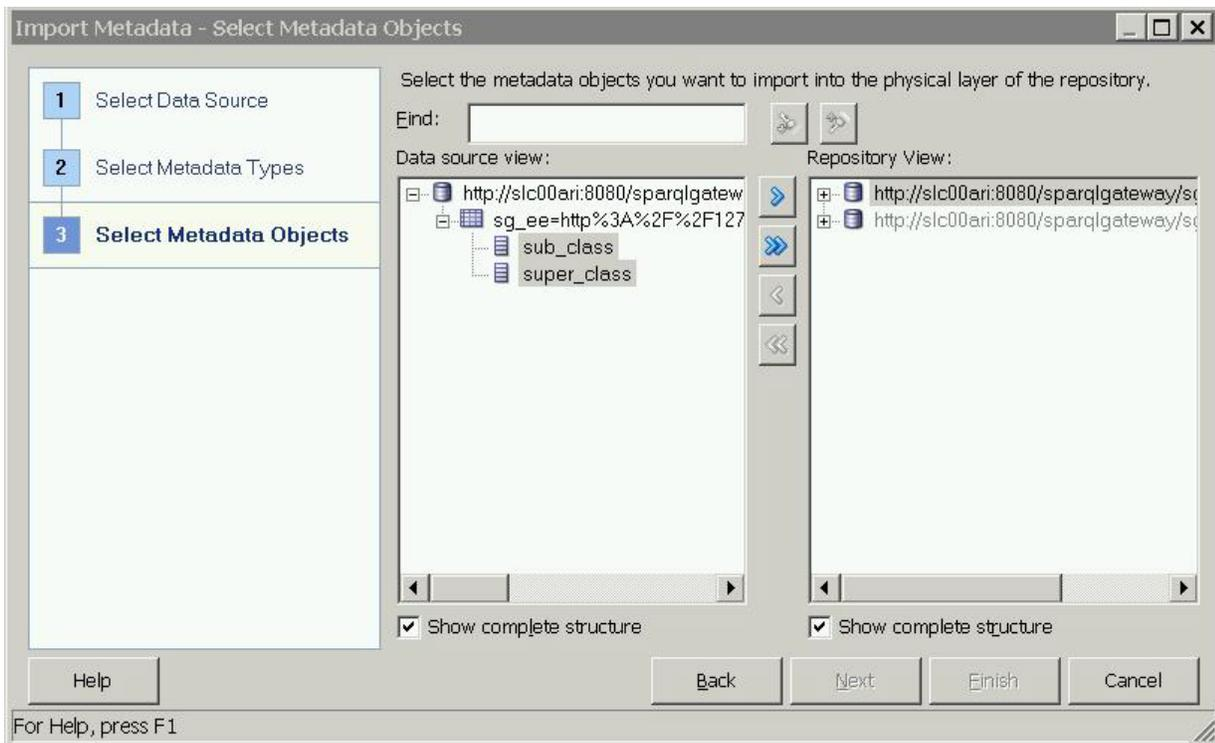 Import Metadata - Select Metadata Objects
1 Select Data Source
2 Select Metadata Types
3 Select Metadata Objects
Select the metadata objects you want to import into the physical layer of the repository.
Find:
Data source view:
http://slc00ari:8080/sparqlgatew
sg_ee=http%3A%2F%2F127
sub_class
super_class
Show complete structure
Repository View:
http://slc00ari:8080/sparqlgateway/s
http://slc00ari:8080/sparqlgateway/s
Show complete structure
Help
Back
Next
Finish
Cancel
For Help, press F1